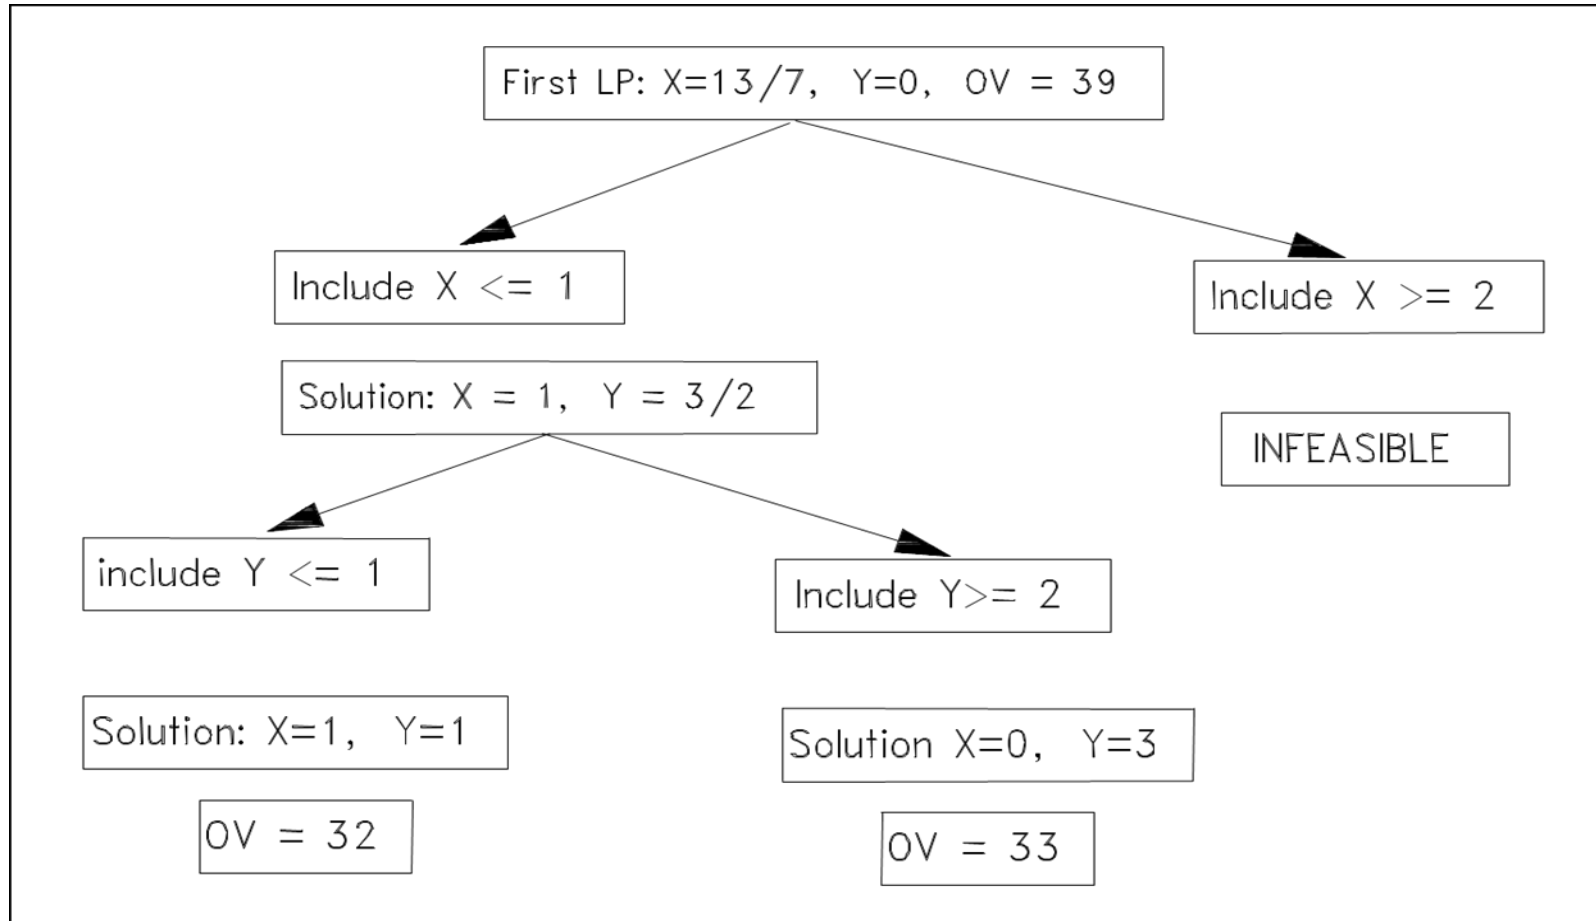 First LP: X=13/7, Y=0, OV = 39
Include X <= 1
Include X >= 2
Solution: X = 1, Y = 3/2
INFEASIBLE
include Y <= 1
Include Y>= 2
Solution: X=1, Y=1
Solution X=0, Y=3
OV = 32
OV = 33